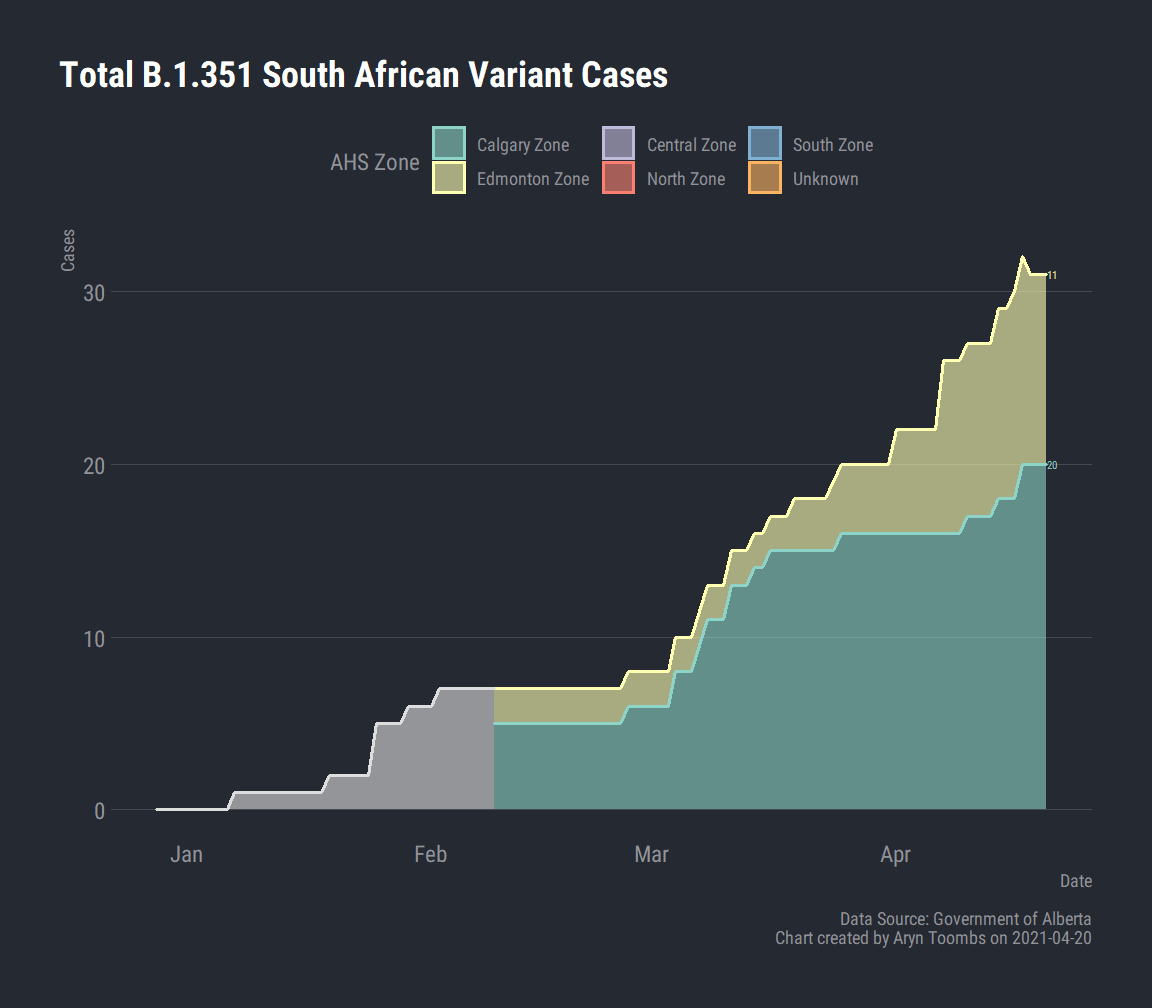 Total B.1.351 South African Variant Cases
AHS Zone
Calgary Zone
Central Zone
South Zone
Edmonton Zone
North Zone
Unknown
Cases
30
20
10
0
11
20
Jan
Feb
Mar
Apr
Date
Data Source: Government of Alberta
Chart created by Aryn Toombs on 2021-04-20